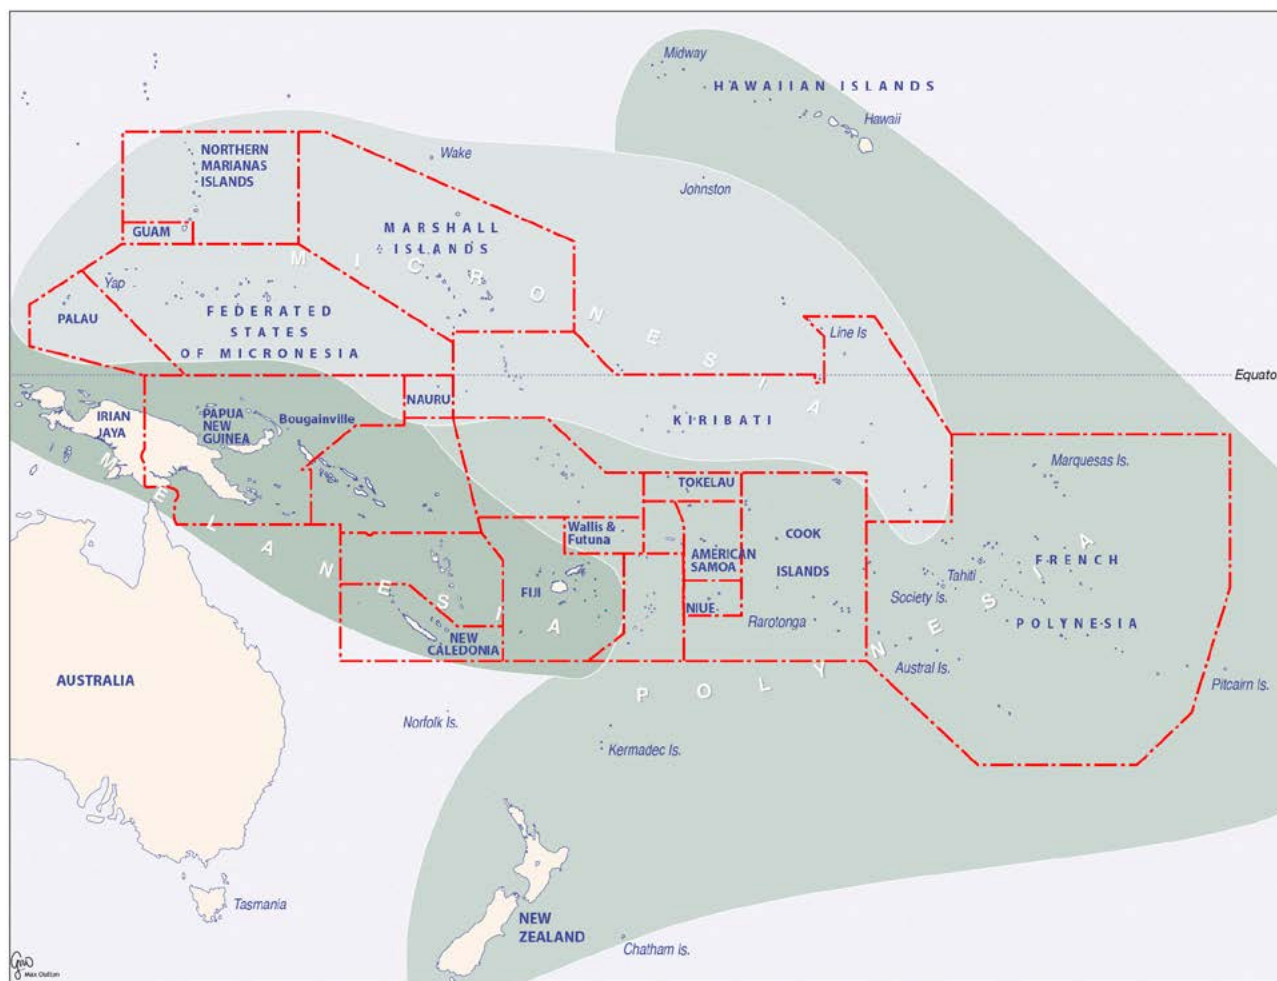 Midway
HAWAIIAN ISLANDS
Hawaii
NORTHERN
MARIANAS
ISLANDS
Wake
Johnston
GUAM
MARSHALL
ISLANDS
MICRONESIA
Yap
PALAU
FEDERATED
STATES
OF MICRONESIA
Line Is
Equato
IRIAN
JAYA
PAPUA
NEW
GUINEA
Bougainville
NAURU
KIRIBATI
MELANESIA
TOKELAU
Marquesas Is.
Wallis &
Futuna
AMERICAN
SAMOA
COOK
ISLANDS
FRENCH
POLYNESIA
Tahiti
Society Is.
FIJI
NIUE
Rarotonga
NEW
CALEDONIA
Austral Is.
Pitcairn Is.
POLYNESIA
AUSTRALIA
Norfolk Is.
Kermadec Is.
Tasmania
NEW
ZEALAND
Chatham Is.
Max Oulton